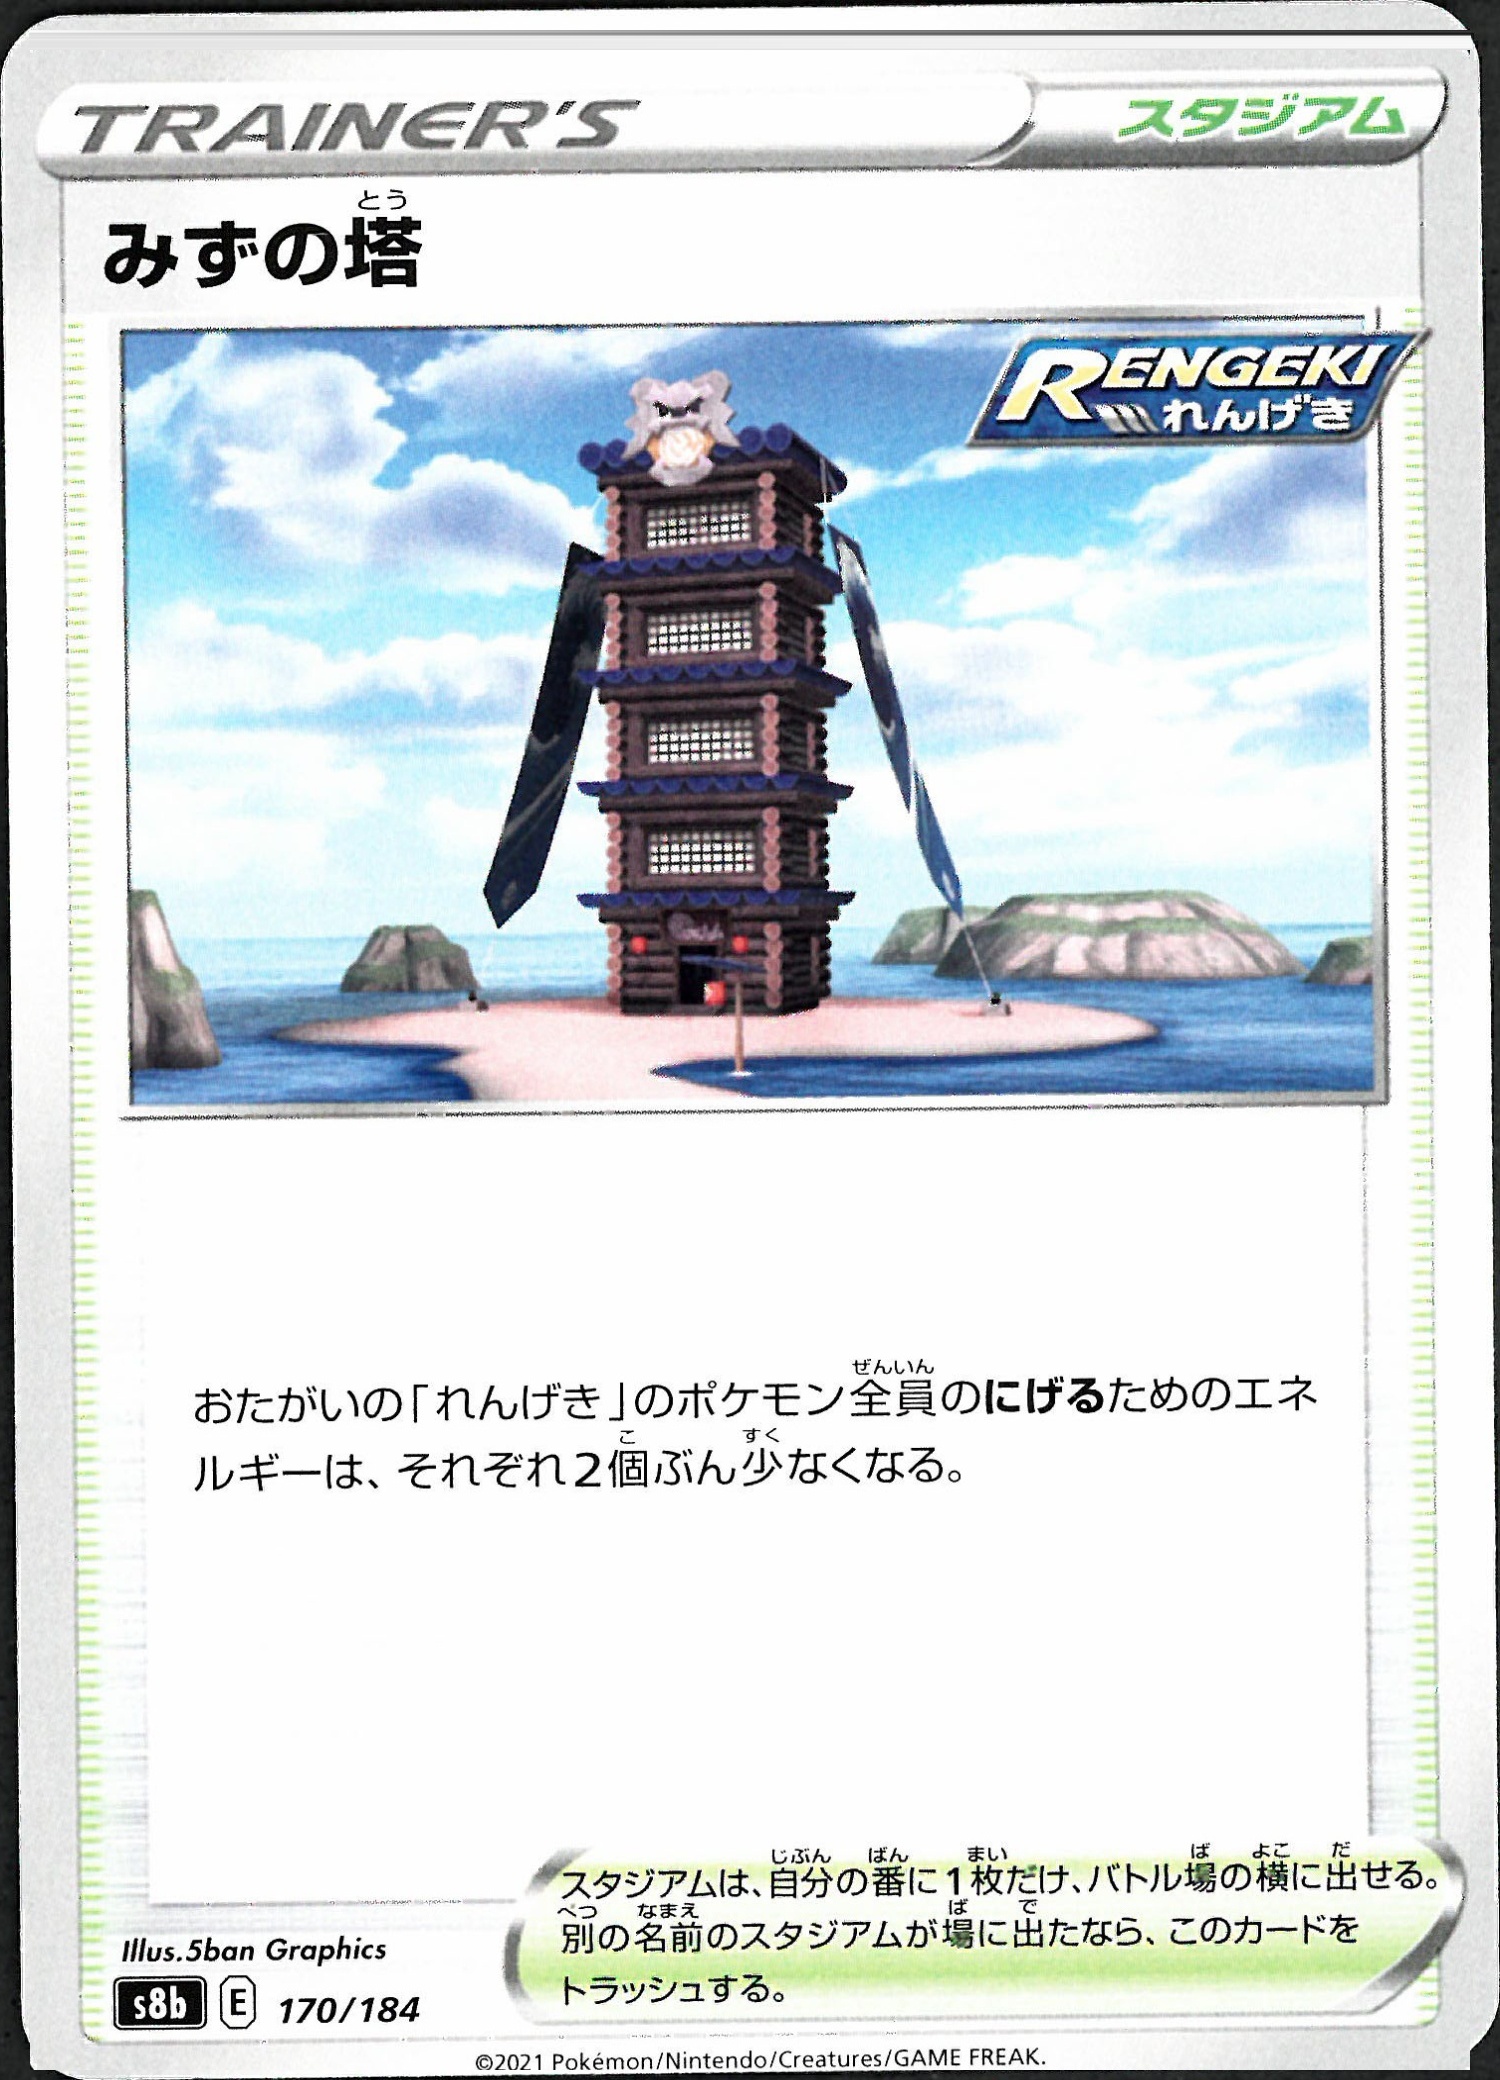 TRAINER'S
スタジアム
とう
みずの塔
RENGEKI
れんげき
ぜんいん
おたがいの「れんげき」のポケモン全員のにげるためのエネ
こ すく
ルギーは、それぞれ2個ぶん少なくなる。
じぶん ばん まい ば よこ だ
スタジアムは、自分の番に1枚だけ、バトル場の横に出せる。
べつ なまえ ば で
別の名前のスタジアムが場に出たなら、このカードを
トラッシュする。
Illus.5ban Graphics
s8b E 170/184
©2021 Pokémon/Nintendo/Creatures/GAME FREAK.